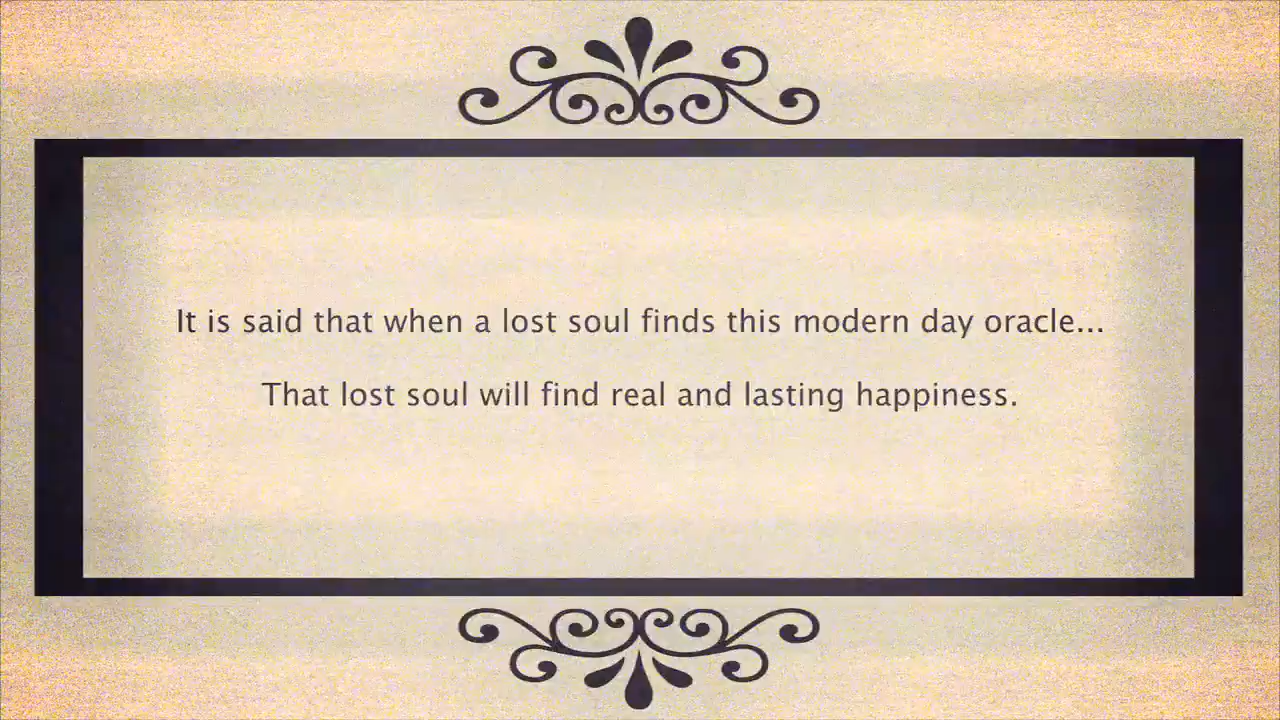 It is said that when a lost soul finds this modern day oracle...
That lost soul will find real and lasting happiness.